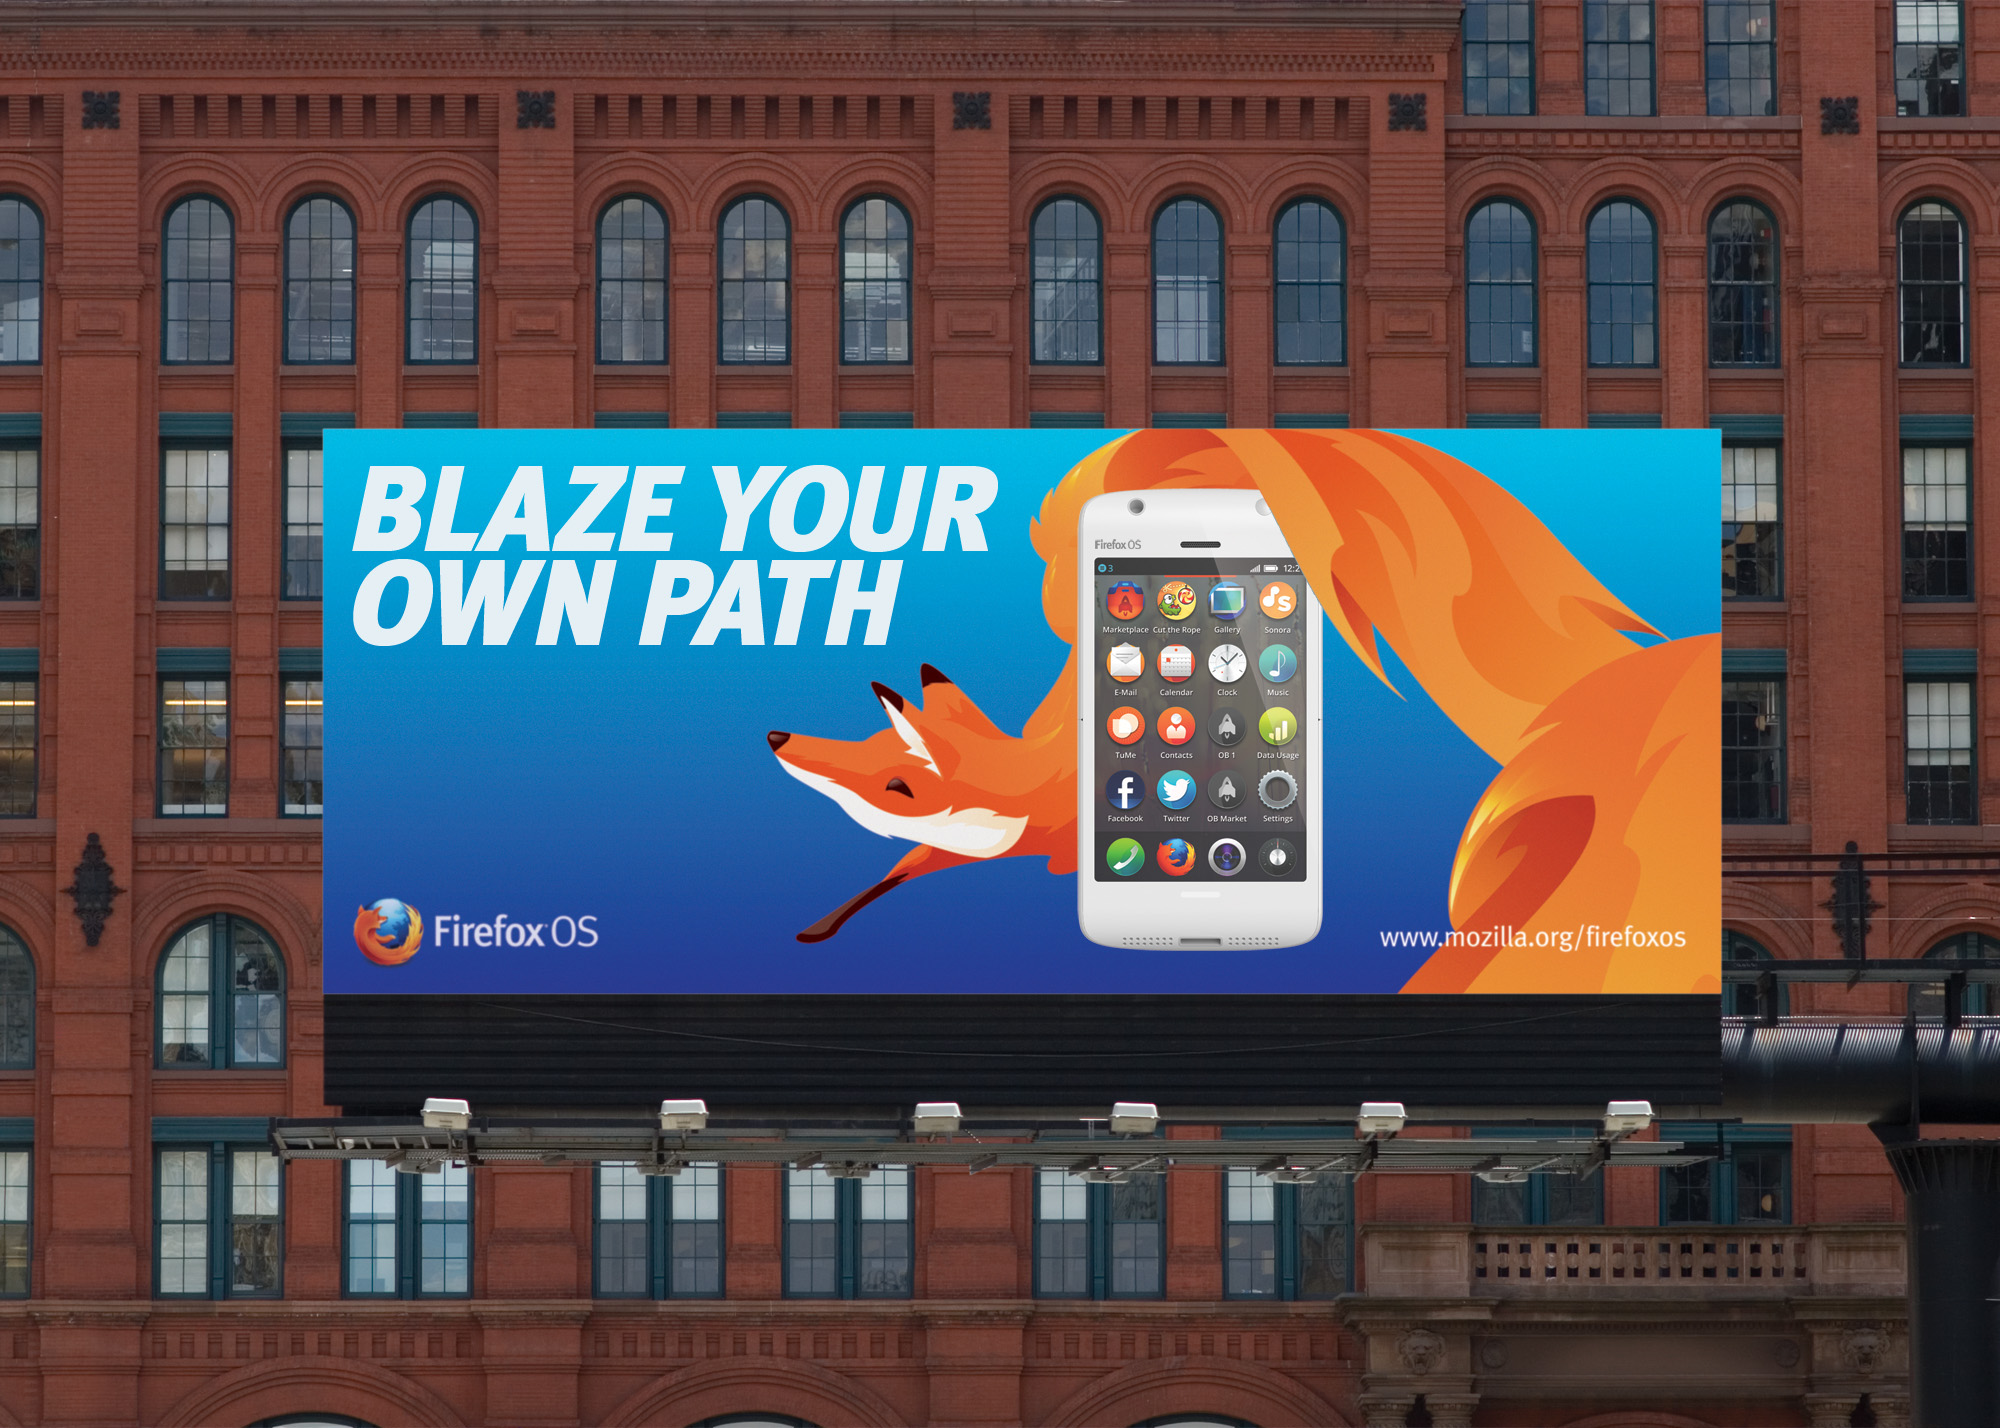 BLAZE YOUR
OWN PATH
Firefox OS
3
Marketplace Cut the Rope Gallery Sonora
E-Mail Calendar Clock Music
TuMe Contacts OB 1 Data Usage
Facebook Twitter OB Market Settings
Firefox OS
www.mozilla.org/firefoxos